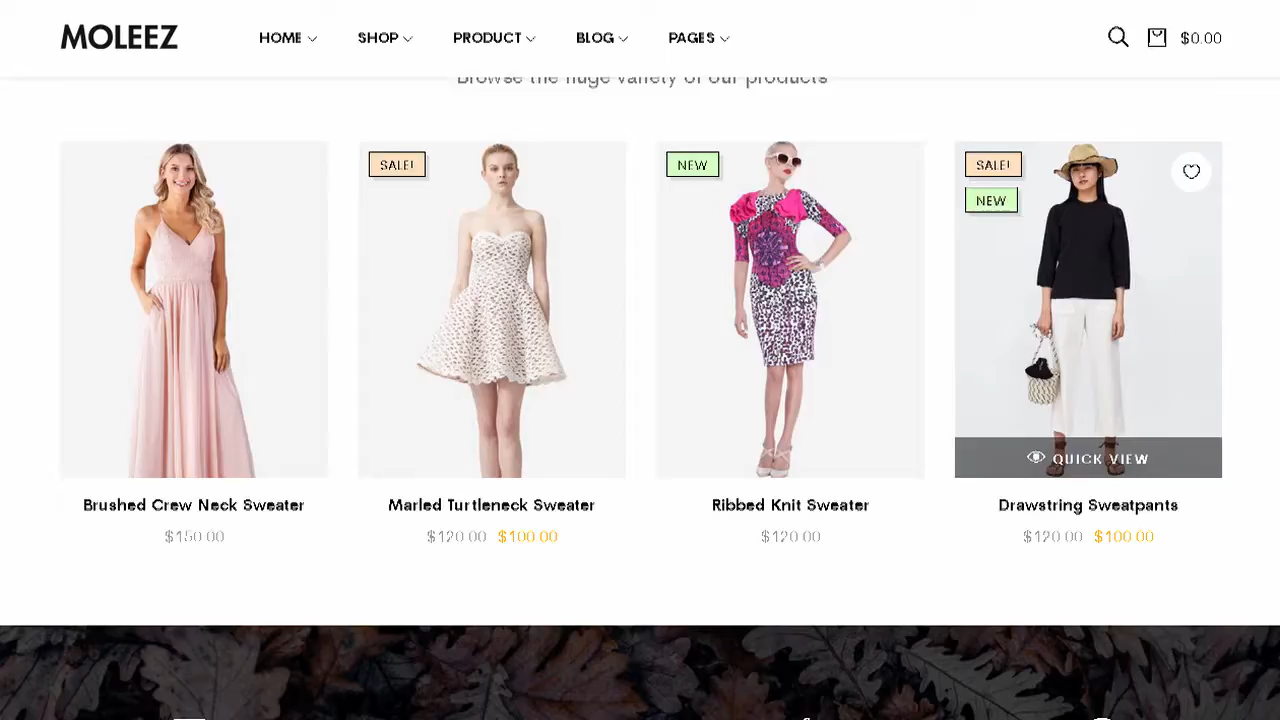 MOLEEZ HOME SHOP PRODUCT BLOG PAGES $0.00
Browse the huge variety of our products
SALE!
NEW
SALE!
NEW
QUICK VIEW
Brushed Crew Neck Sweater
$150.00
Marled Turtleneck Sweater
$120.00 $100.00
Ribbed Knit Sweater
$120.00
Drawstring Sweatpants
$120.00 $100.00